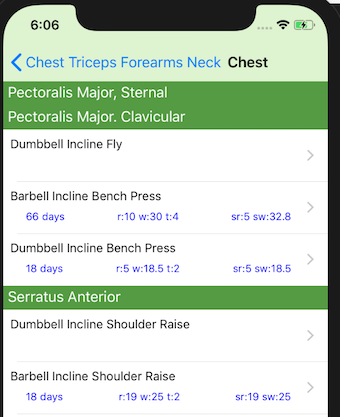 6:06
Chest Triceps Forearms Neck Chest
Pectoralis Major, Sternal
Pectoralis Major. Clavicular
Dumbbell Incline Fly
Barbell Incline Bench Press
66 days r:10 w:30 t:4 sr:5 sw:32.8
Dumbbell Incline Bench Press
18 days r:5 w:18.5 t:2 sr:5 sw:18.5
Serratus Anterior
Dumbbell Incline Shoulder Raise
Barbell Incline Shoulder Raise
18 days r:19 w:25 t:2 sr:19 sw:25